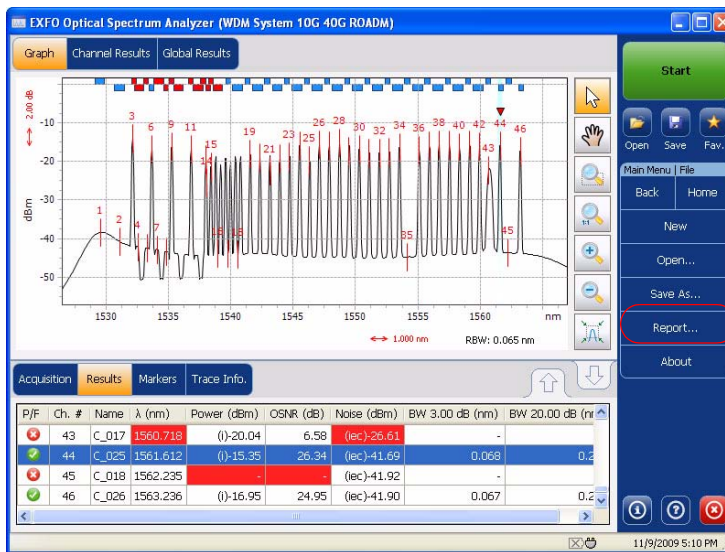 EXFO Optical Spectrum Analyzer (WDM System 10G 40G ROADM)
Graph Channel Results Global Results
Start
Open Save Fav.
Main Menu File
Back Home
New
Open...
Save As...
Report...
About
2.00 dB
dBm
-10
-20
-30
-40
-50
1 2 3 4 6 7 9 11 14 15 16 18 19 21 23 25 26 28 30 32 34 35 36 38 40 42 43 44 45 46
1530 1535 1540 1545 1550 1555 1560 nm
1.000 nm RBW: 0.065 nm
1:1
Acquisition Results Markers Trace Info.
P/F Ch. # Name λ (nm) Power (dBm) OSNR (dB) Noise (dBm) BW 3.00 dB (nm) BW 20.00 dB (nr
43 C_017 1560.718 (i)-20.04 6.58 (iec)-26.61 -
44 C_025 1561.612 (i)-15.35 26.34 (iec)-41.69 0.068 0.2
45 C_018 1562.235 - - (iec)-41.92 -
46 C_026 1563.236 (i)-16.95 24.95 (iec)-41.90 0.067 0.2
11/9/2009 5:10 PM